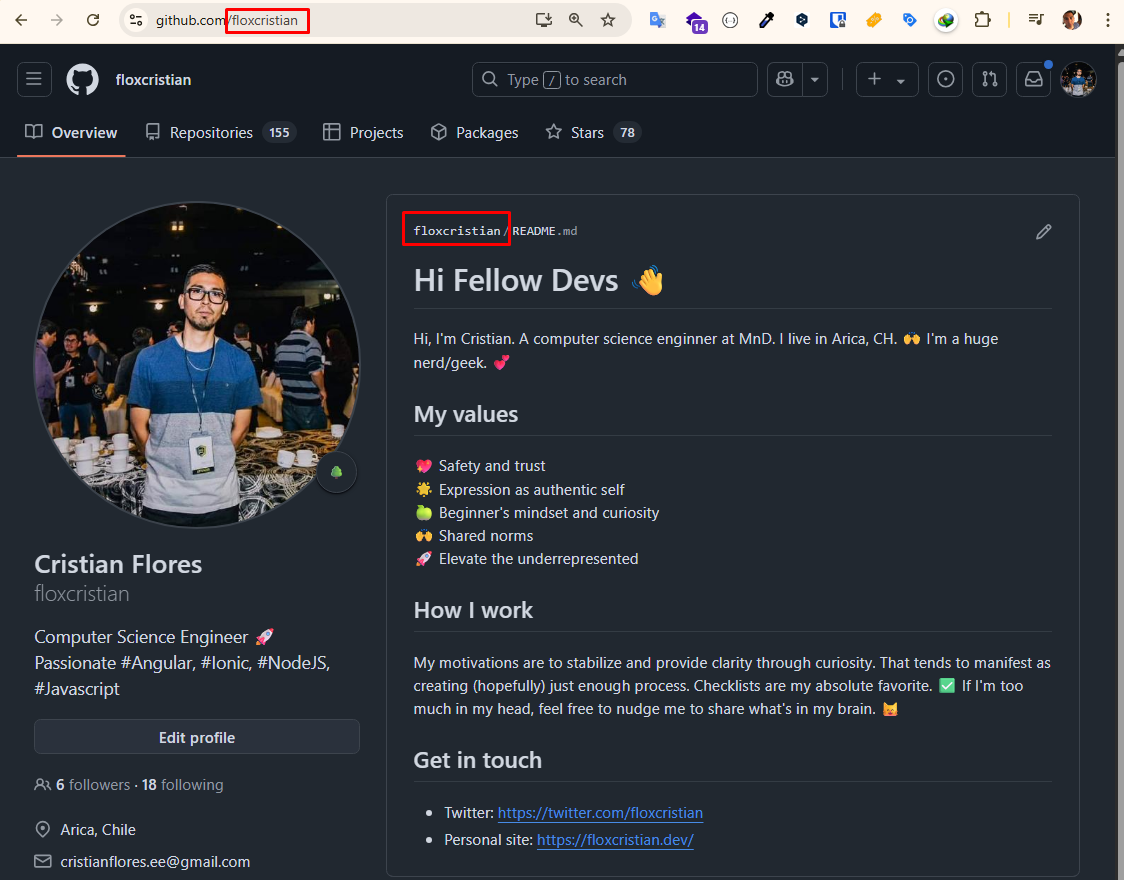 github.com/floxcristian
14
floxcristian
Type / to search
Overview
Repositories 155
Projects
Packages
Stars 78
floxcristian/README.md
Hi Fellow Devs 👋
Hi, I'm Cristian. A computer science enginner at MnD. I live in Arica, CH. 🙌 I'm a huge
nerd/geek. 💕
My values
💖 Safety and trust
🌟 Expression as authentic self
🍏 Beginner's mindset and curiosity
🙌 Shared norms
🚀 Elevate the underrepresented
How I work
My motivations are to stabilize and provide clarity through curiosity. That tends to manifest as
creating (hopefully) just enough process. Checklists are my absolute favorite. ✅ If I'm too
much in my head, feel free to nudge me to share what's in my brain. 😸
Get in touch
• Twitter: https://twitter.com/floxcristian
• Personal site: https://floxcristian.dev/
Cristian Flores
floxcristian
Computer Science Engineer 🚀
Passionate #Angular, #Ionic, #NodeJS,
#Javascript
Edit profile
6 followers · 18 following
Arica, Chile
cristianflores.ee@gmail.com